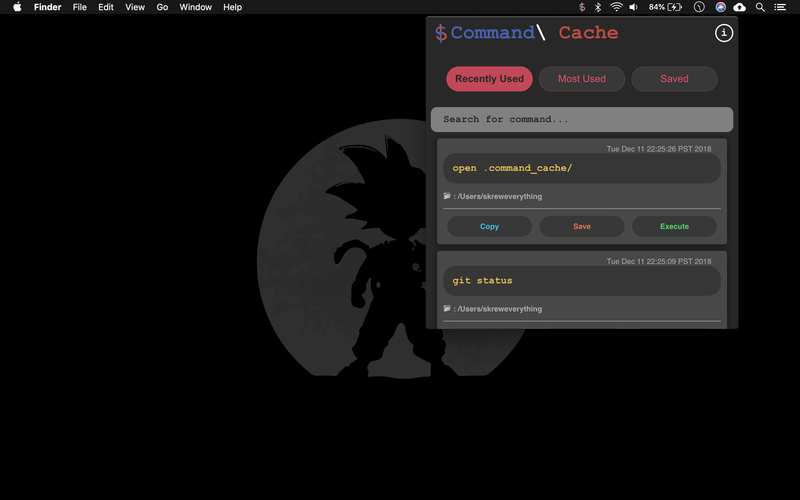 Finder File Edit View Go Window Help $ 84%
$Command\ Cache i
Recently Used Most Used Saved
Search for command...
Tue Dec 11 22:25:26 PST 2018
open .command_cache/
: /Users/skreweverything
Copy Save Execute
Tue Dec 11 22:25:09 PST 2018
git status
: /Users/skreweverything